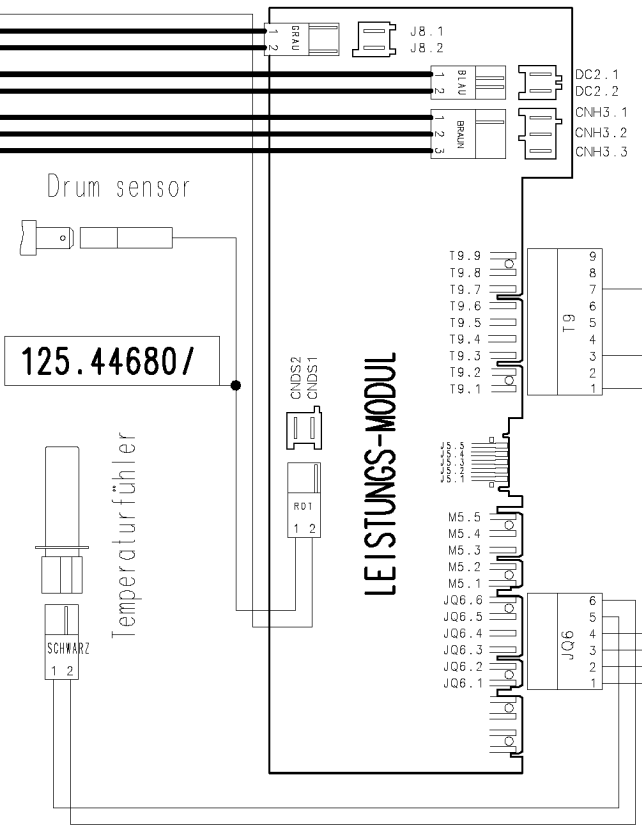 1
2
GRAU
J8.1
J8.2
1
2
BLAU
DC2.1
DC2.2
1
2
3
BRAUN
CNH3.1
CNH3.2
CNH3.3
Drum sensor
125.44680/
Temperaturfühler
SCHWARZ
1 2
CNDS2
CNDS1
RO1
1 2
LEISTUNGS-MODUL
T9.9
T9.8
T9.7
T9.6
T9.5
T9.4
T9.3
T9.2
T9.1
T9
9
8
7
6
5
4
3
2
1
J5.5
J5.4
J5.3
J5.2
J5.1
M5.5
M5.4
M5.3
M5.2
M5.1
JQ6.6
JQ6.5
JQ6.4
JQ6.3
JQ6.2
JQ6.1
JQ6
6
5
4
3
2
1